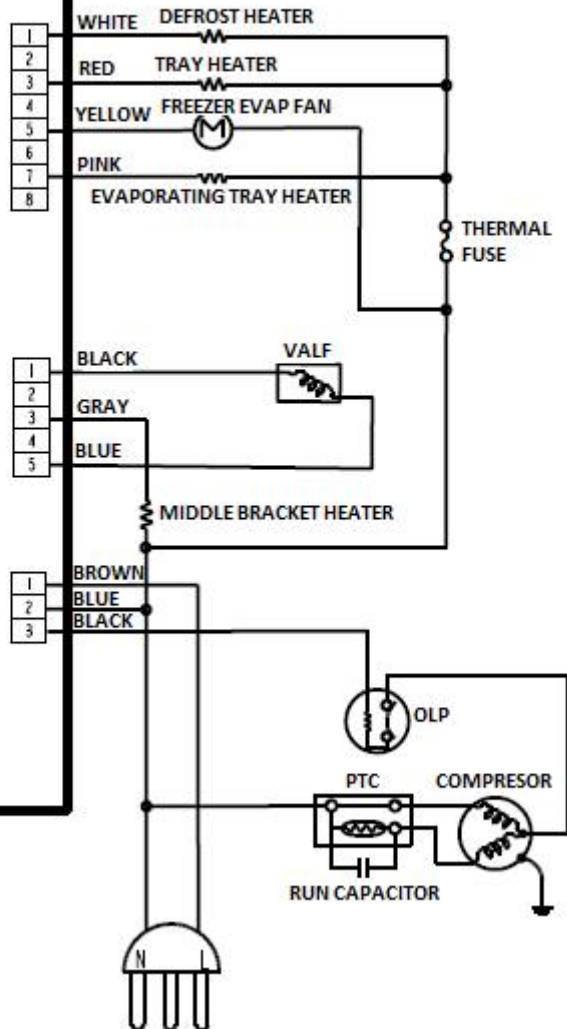 WHITE DEFROST HEATER
1
2
RED TRAY HEATER
3
4
YELLOW FREEZER EVAP FAN
5
M
6
PINK
7
8
EVAPORATING TRAY HEATER
THERMAL
FUSE
VALF
BLACK
1
2
GRAY
3
4
BLUE
5
MIDDLE BRACKET HEATER
BROWN
1
BLUE
2
BLACK
3
OLP
PTC COMPRESOR
RUN CAPACITOR
N L